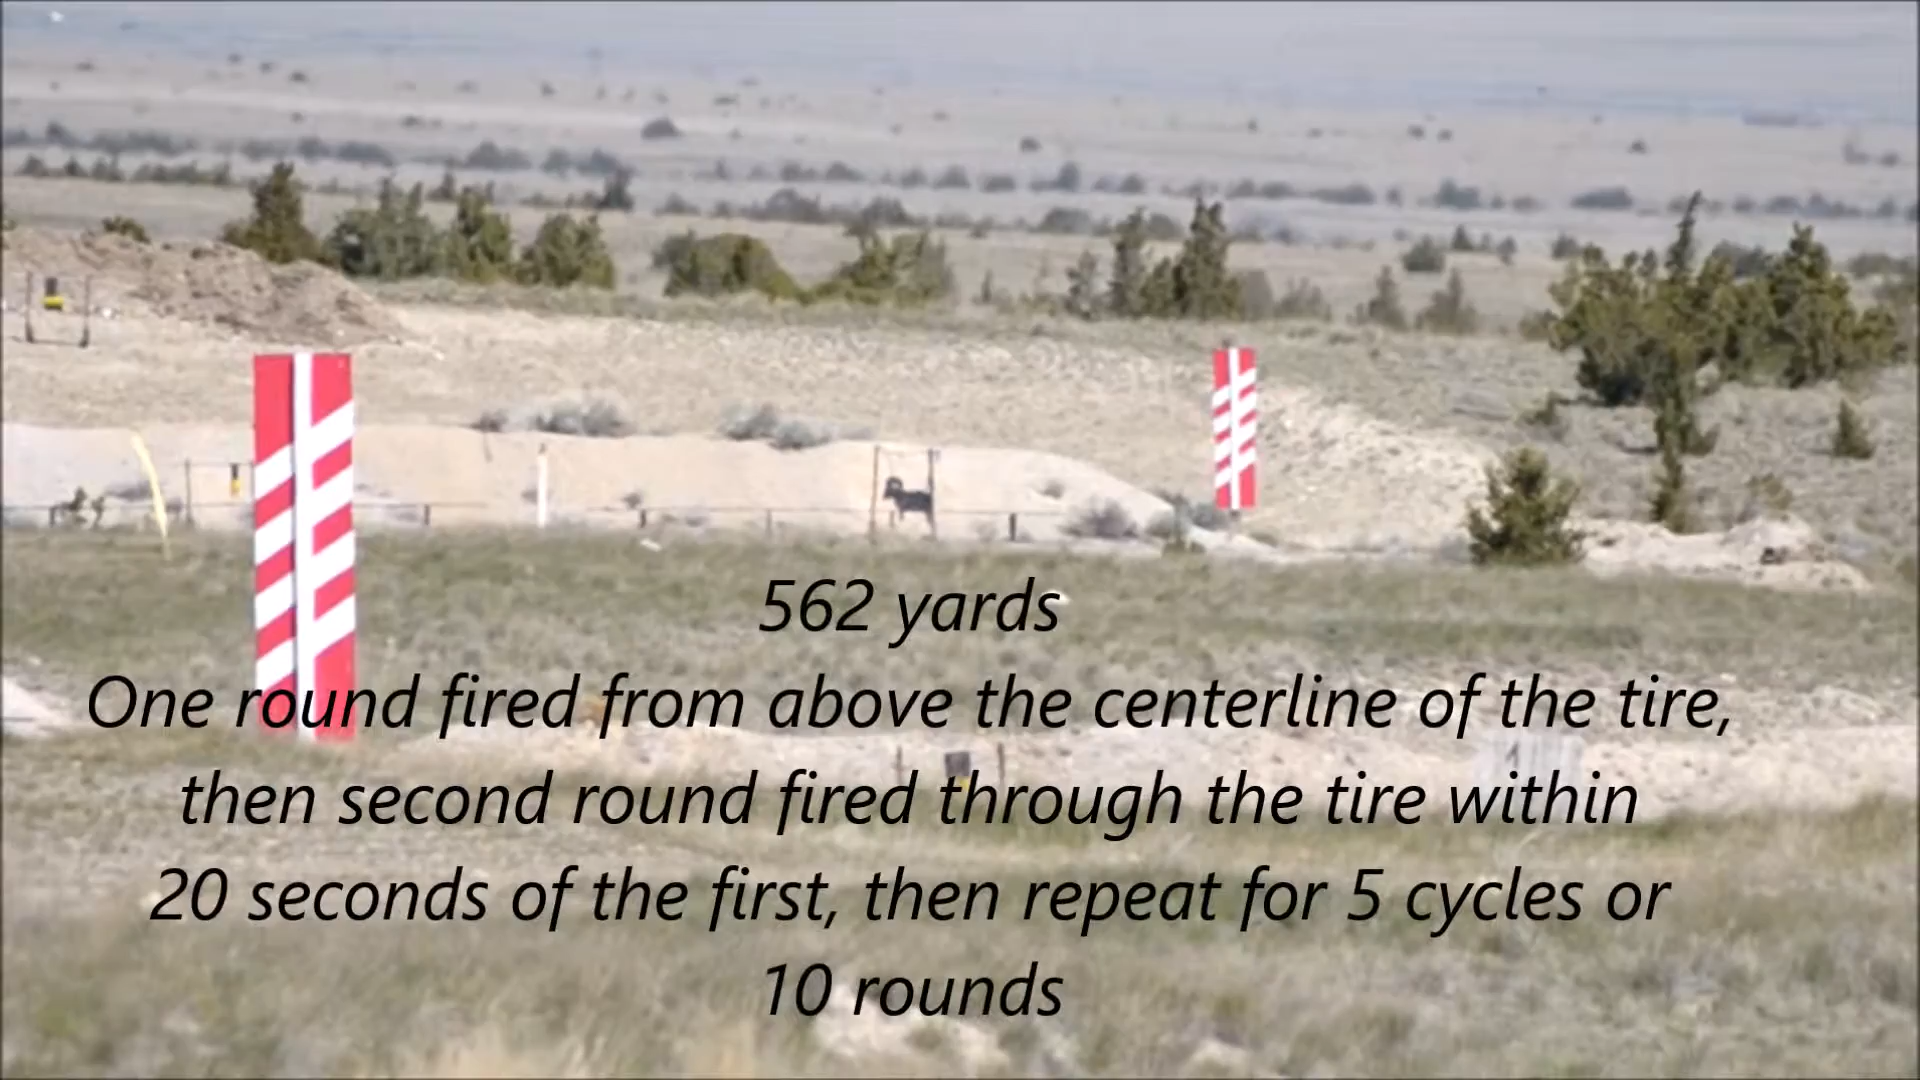 562 yards
One round fired from above the centerline of the tire,
then second round fired through the tire within
20 seconds of the first, then repeat for 5 cycles or
10 rounds
4